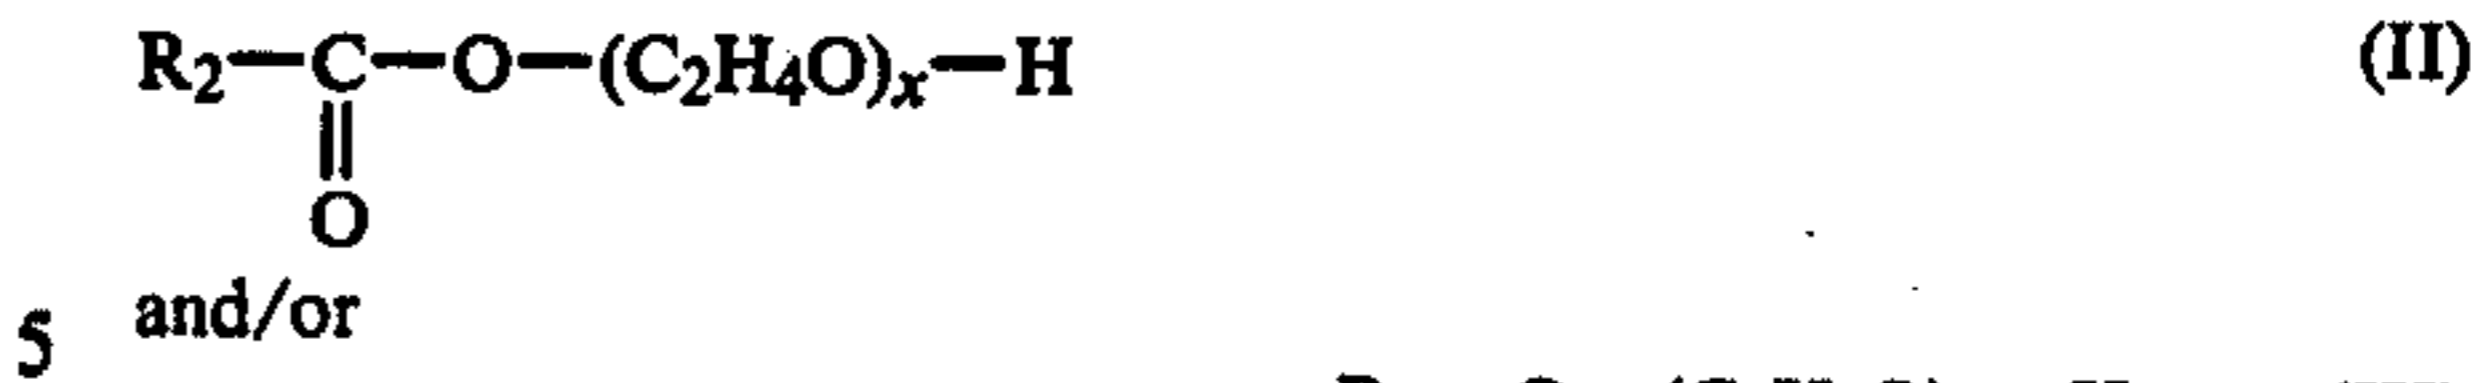 R₂—C—O—(C₂H₄O)ₓ—H (II)
||
O
5 and/or